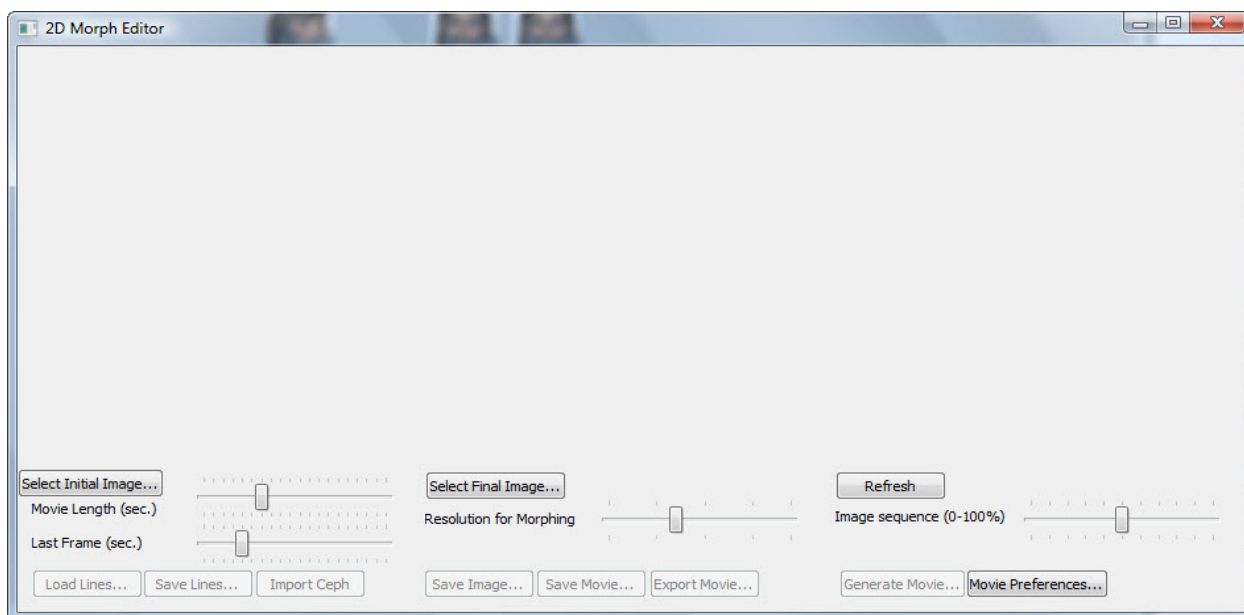 2D Morph Editor
Select Initial Image...
Select Final Image...
Refresh
Movie Length (sec.)
Resolution for Morphing
Image sequence (0-100%)
Last Frame (sec.)
Load Lines...
Save Lines...
Import Ceph
Save Image...
Save Movie...
Export Movie...
Generate Movie...
Movie Preferences...